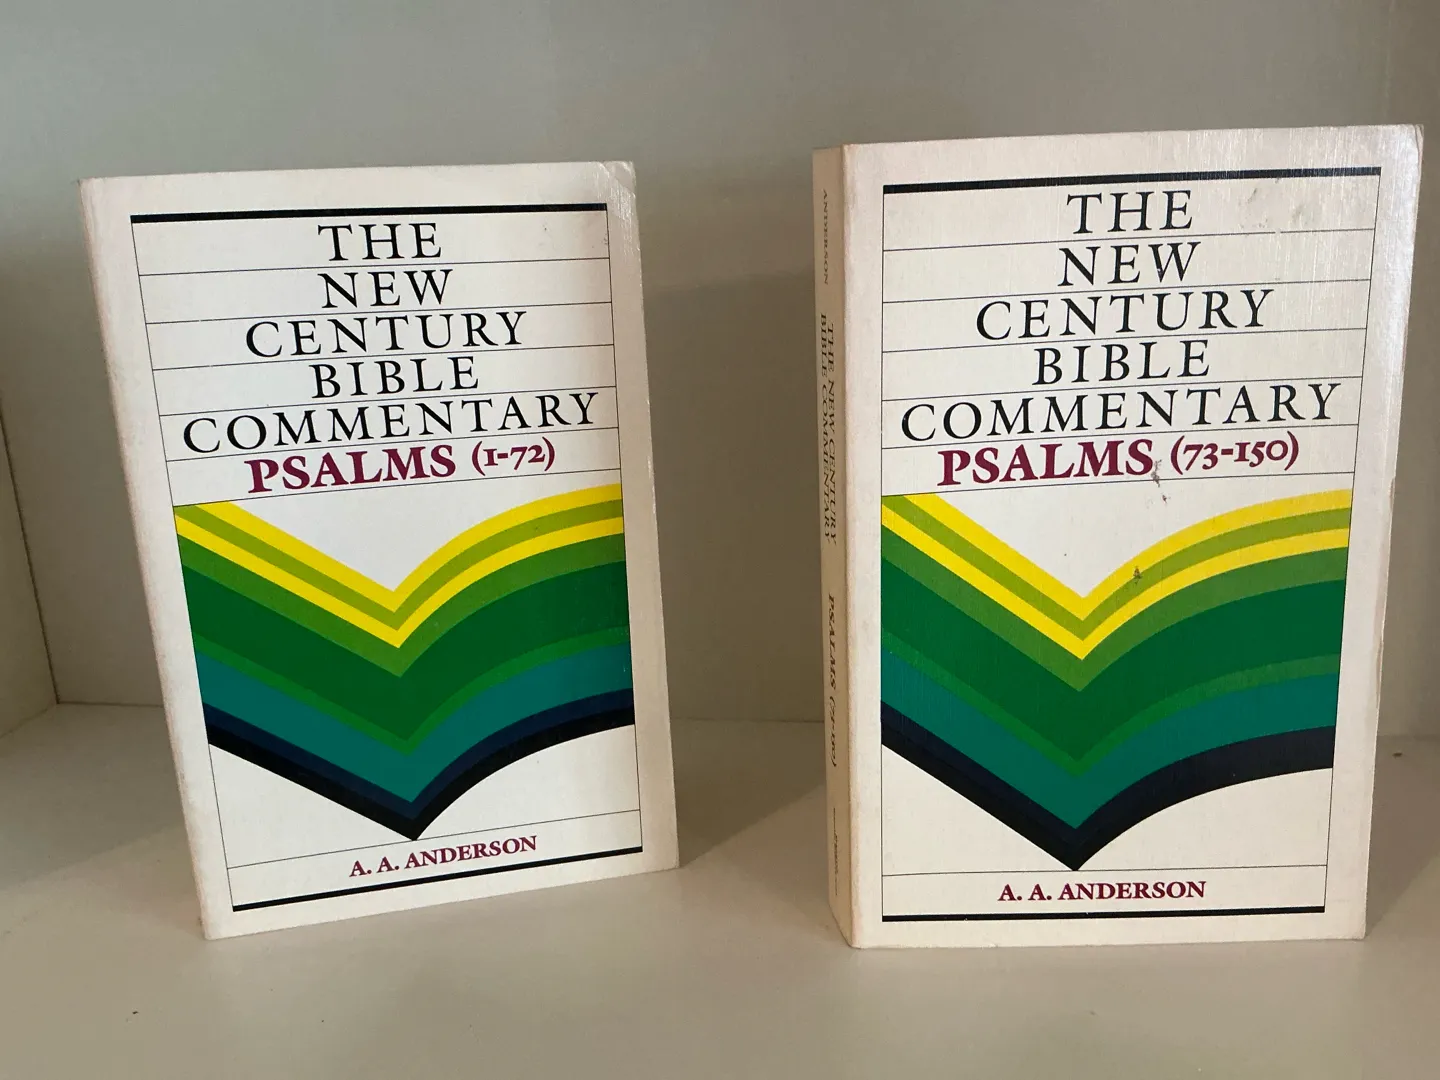 THE
NEW
CENTURY
BIBLE
COMMENTARY
PSALMS (1-72)
A. A. ANDERSON
ANDERSON
THE NEW CENTURY
BIBLE COMMENTARY
THE
NEW
CENTURY
BIBLE
COMMENTARY
PSALMS (73-150)
A. A. ANDERSON